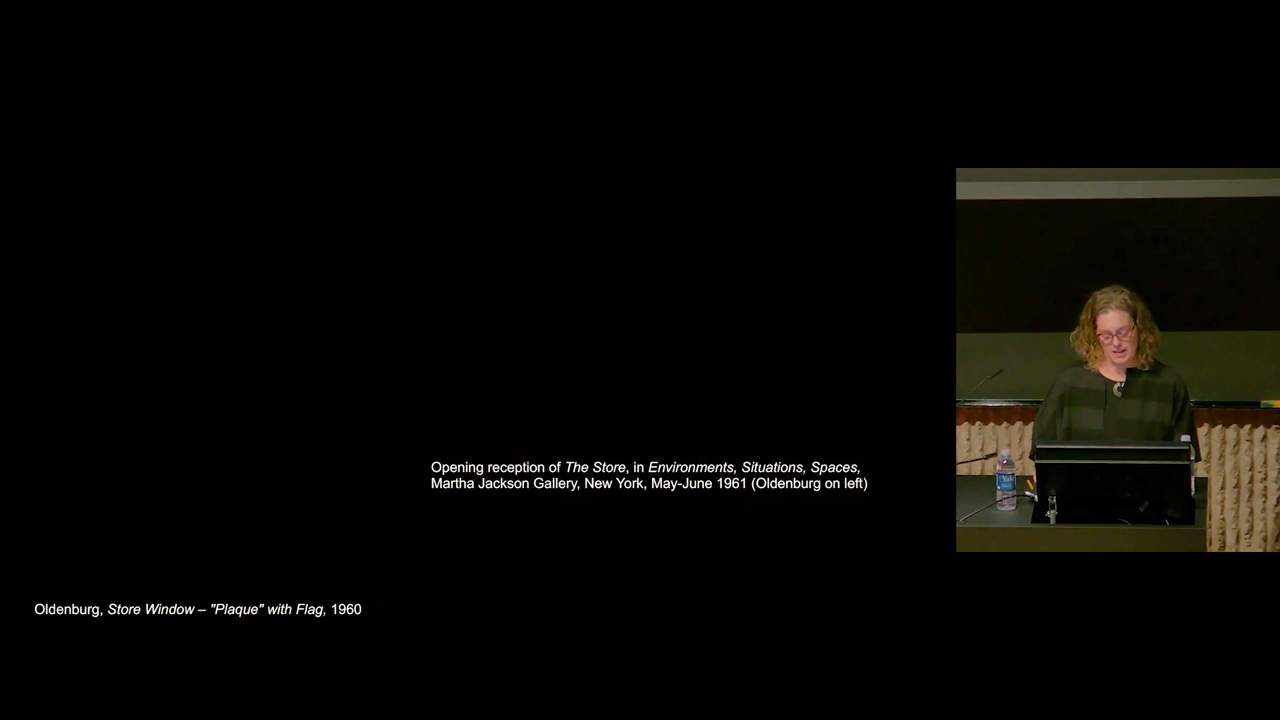 Opening reception of The Store, in Environments, Situations, Spaces,
Martha Jackson Gallery, New York, May-June 1961 (Oldenburg on left)
Oldenburg, Store Window – "Plaque" with Flag, 1960